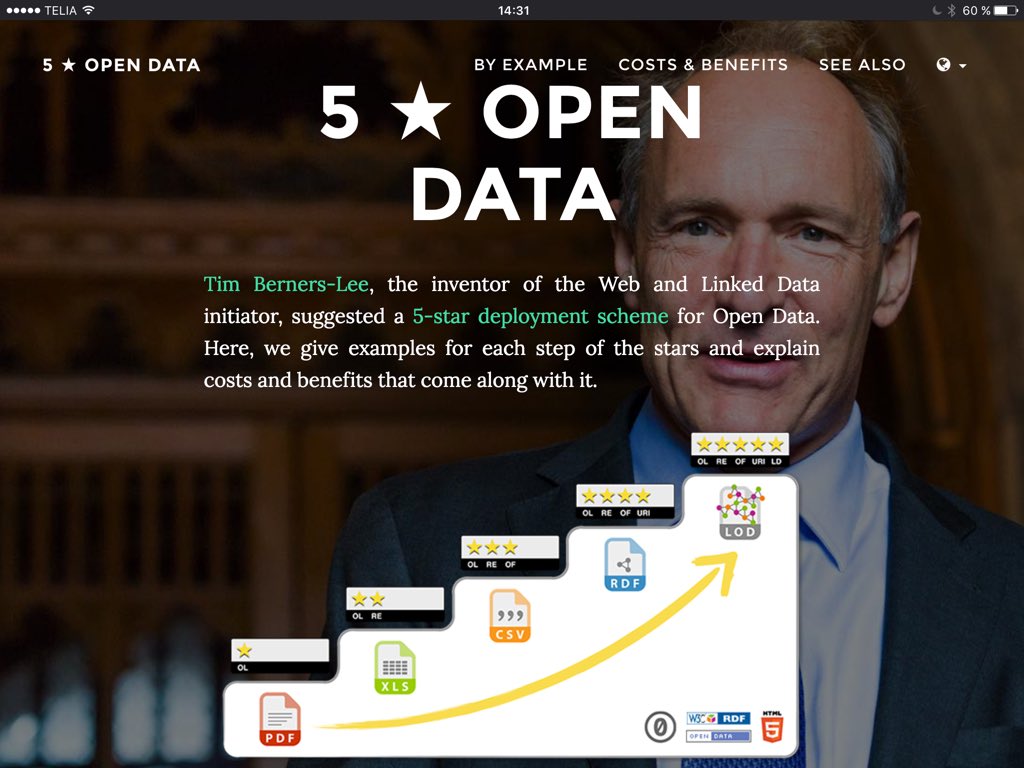 TELIA 14:31 60 %
5 ★ OPEN DATA BY EXAMPLE COSTS & BENEFITS SEE ALSO
5 ★ OPEN
DATA
Tim Berners-Lee, the inventor of the Web and Linked Data
initiator, suggested a 5-star deployment scheme for Open Data.
Here, we give examples for each step of the stars and explain
costs and benefits that come along with it.
OL RE OF URI LD
LOD
OL RE OF URI
RDF
OL RE OF
CSV
OL RE
XLS
OL
PDF
0
W3C RDF
OPEN DATA
HTML
5